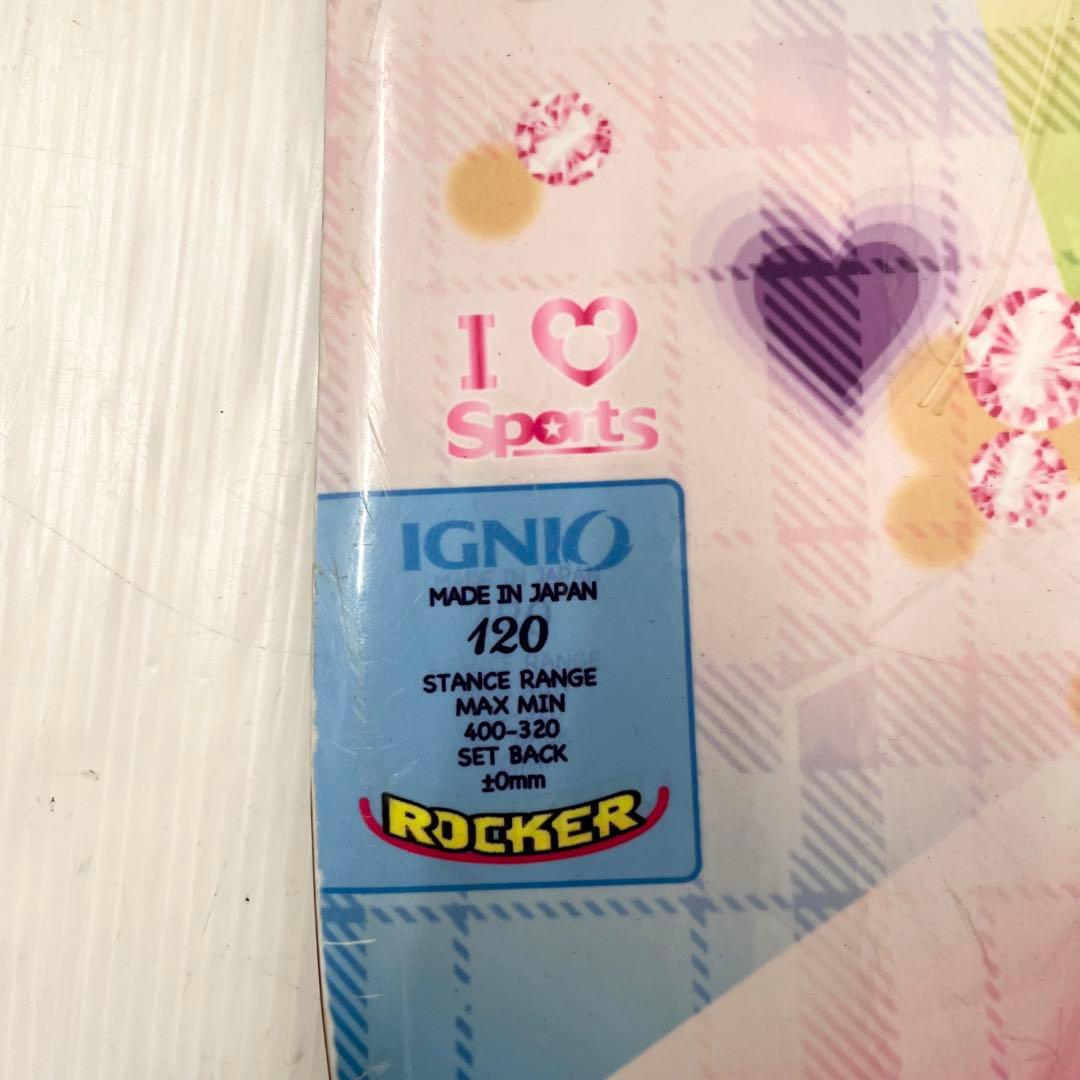 I
Sports
IGNIO
MADE IN JAPAN
120
STANCE RANGE
MAX MIN
400-320
SET BACK
±0mm
ROCKER